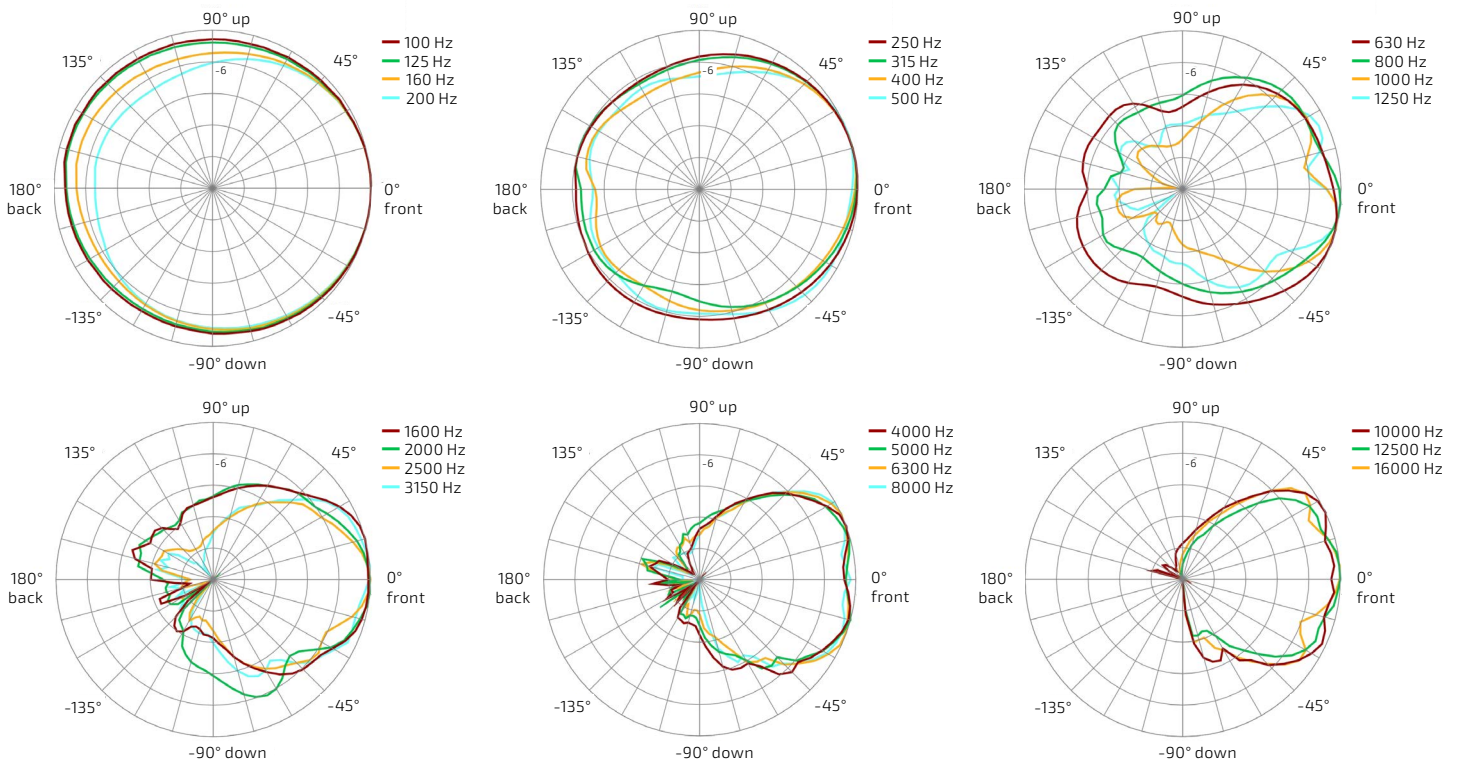 90° up
135°
45°
-6
180°
back
0°
front
-135°
-45°
-90° down
100 Hz
125 Hz
160 Hz
200 Hz
90° up
135°
45°
-6
180°
back
0°
front
-135°
-45°
-90° down
250 Hz
315 Hz
400 Hz
500 Hz
90° up
135°
45°
-6
180°
back
0°
front
-135°
-45°
-90° down
630 Hz
800 Hz
1000 Hz
1250 Hz
90° up
135°
45°
-6
180°
back
0°
front
-135°
-45°
-90° down
1600 Hz
2000 Hz
2500 Hz
3150 Hz
90° up
135°
45°
-6
180°
back
0°
front
-135°
-45°
-90° down
4000 Hz
5000 Hz
6300 Hz
8000 Hz
90° up
135°
45°
-6
180°
back
0°
front
-135°
-45°
-90° down
10000 Hz
12500 Hz
16000 Hz